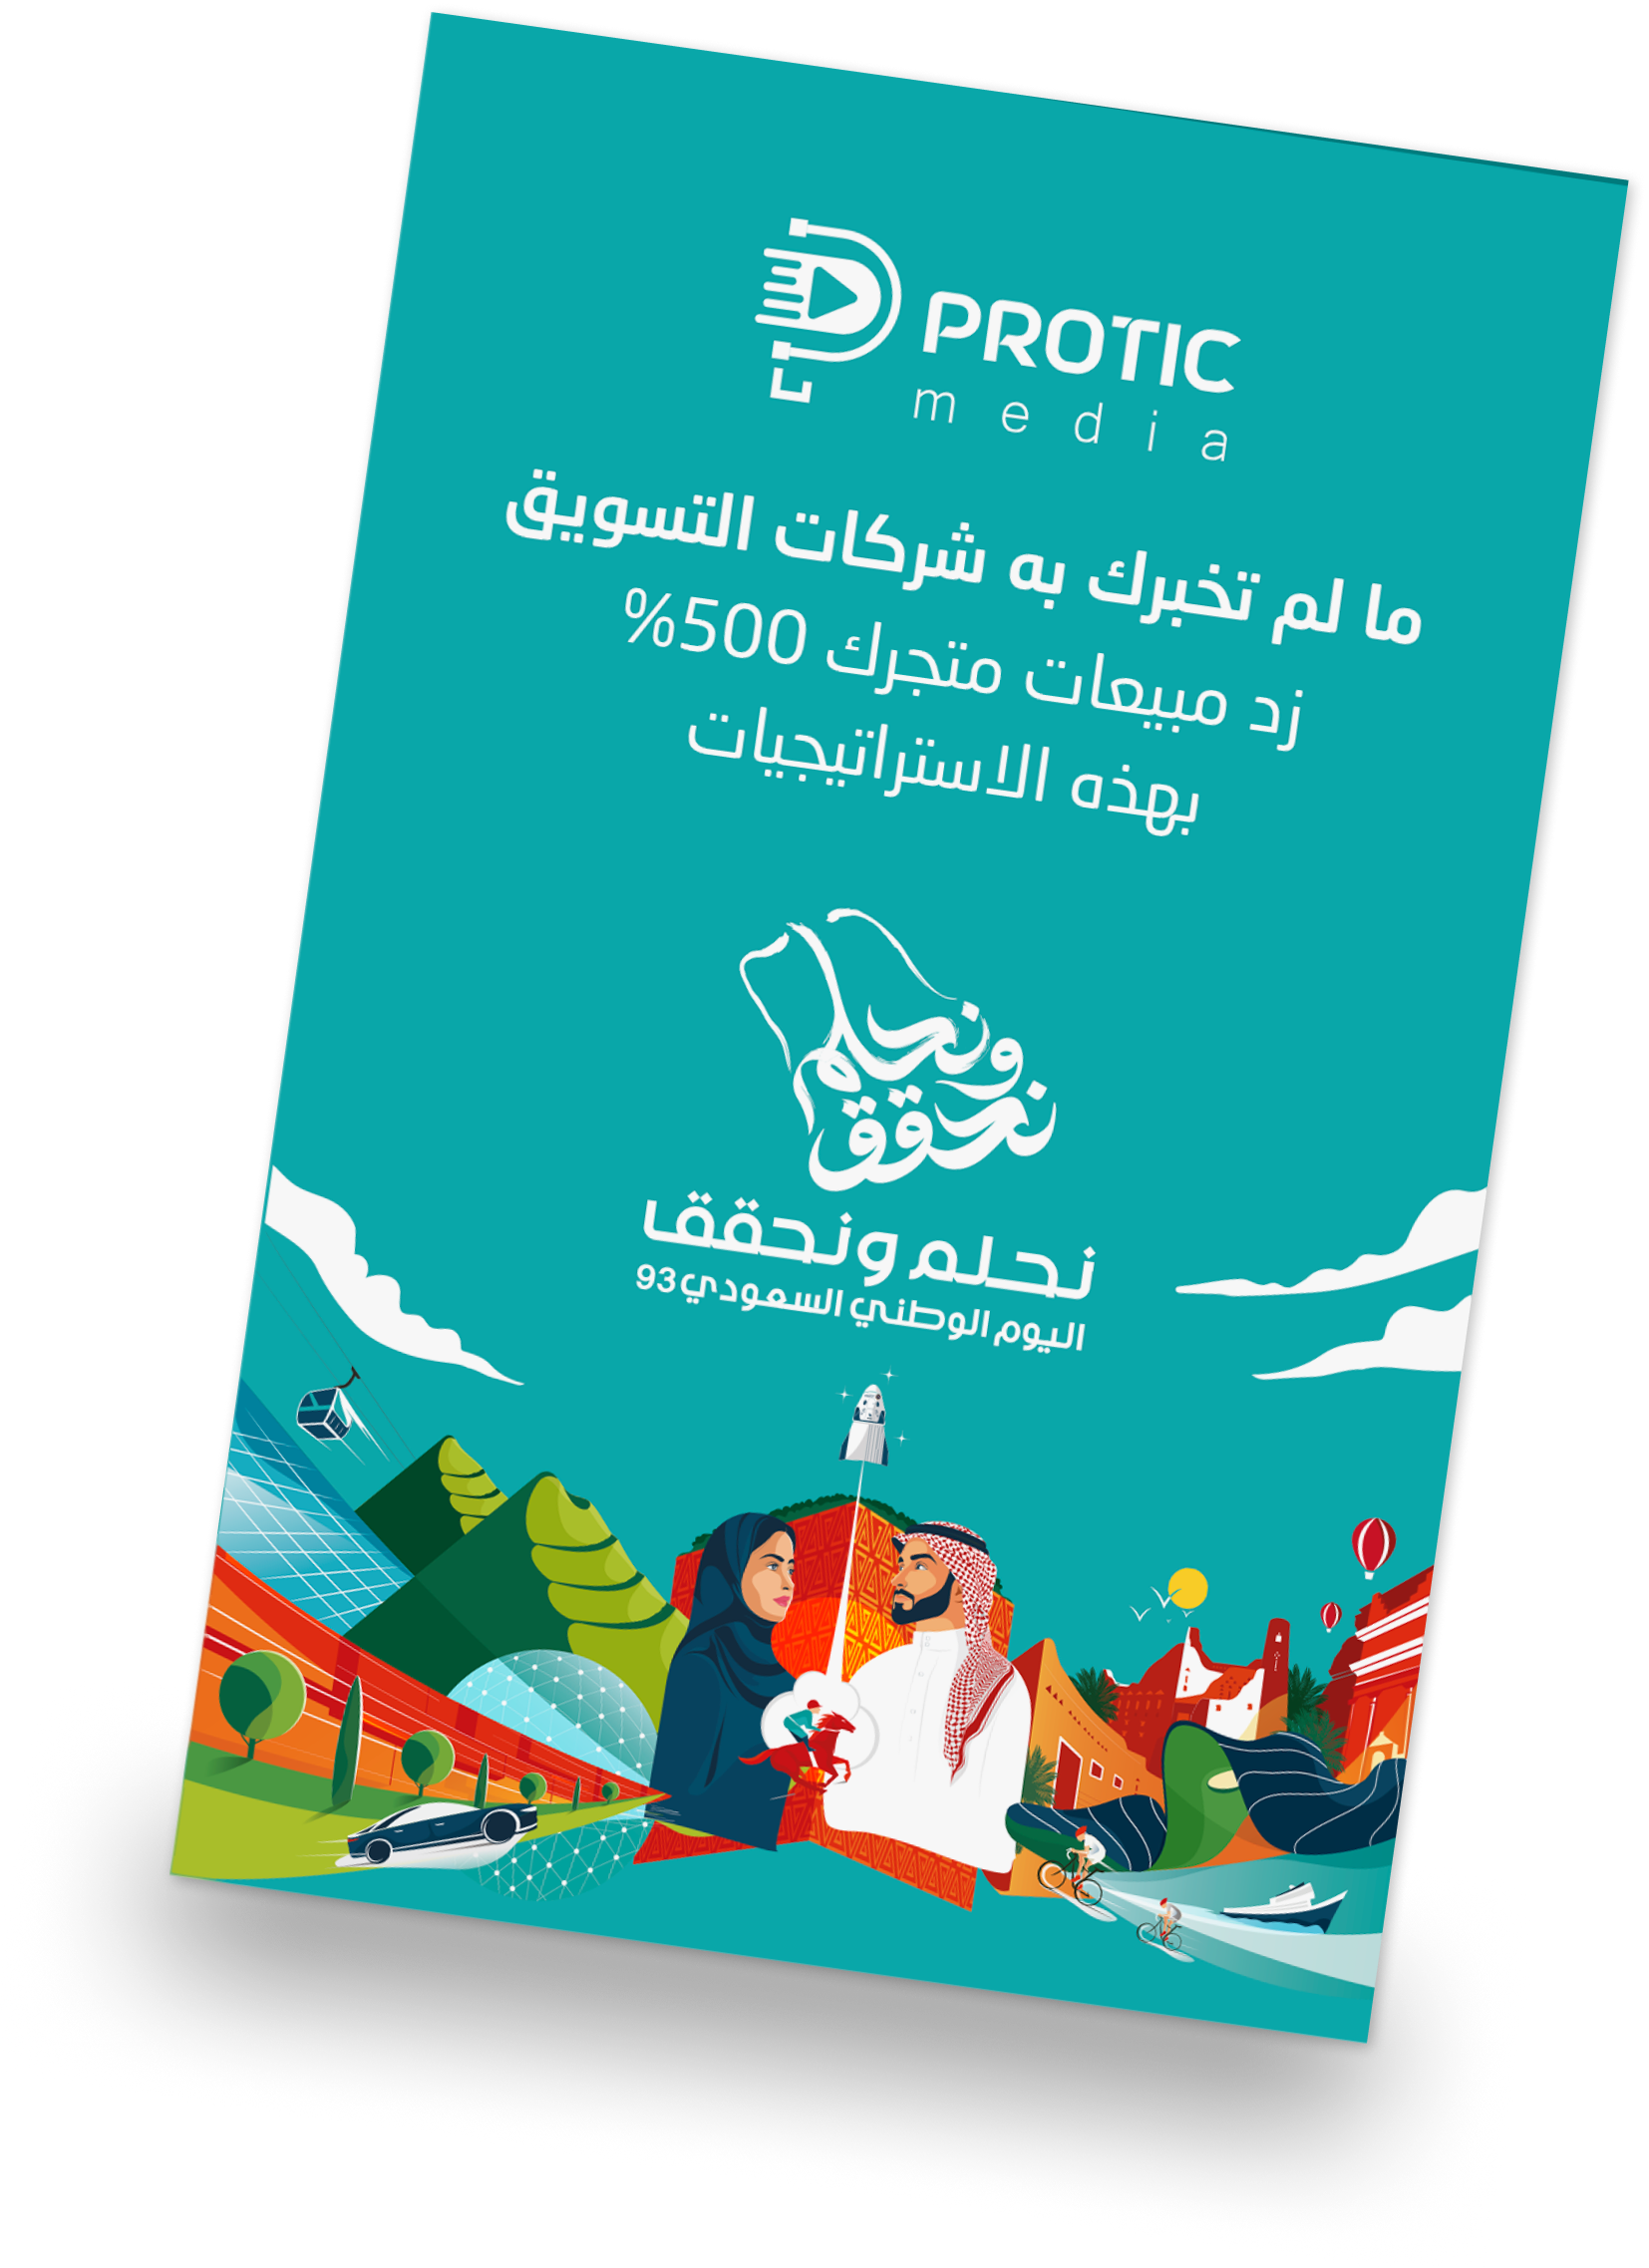 PROTIC
media
ما لم تخبرك به شركات التسويق
زد مبيعات متجرك 500%
بهذه الاستراتيجيات
نحلم
ونحقق
نحلم ونحقق
اليوم الوطني السعودي 93